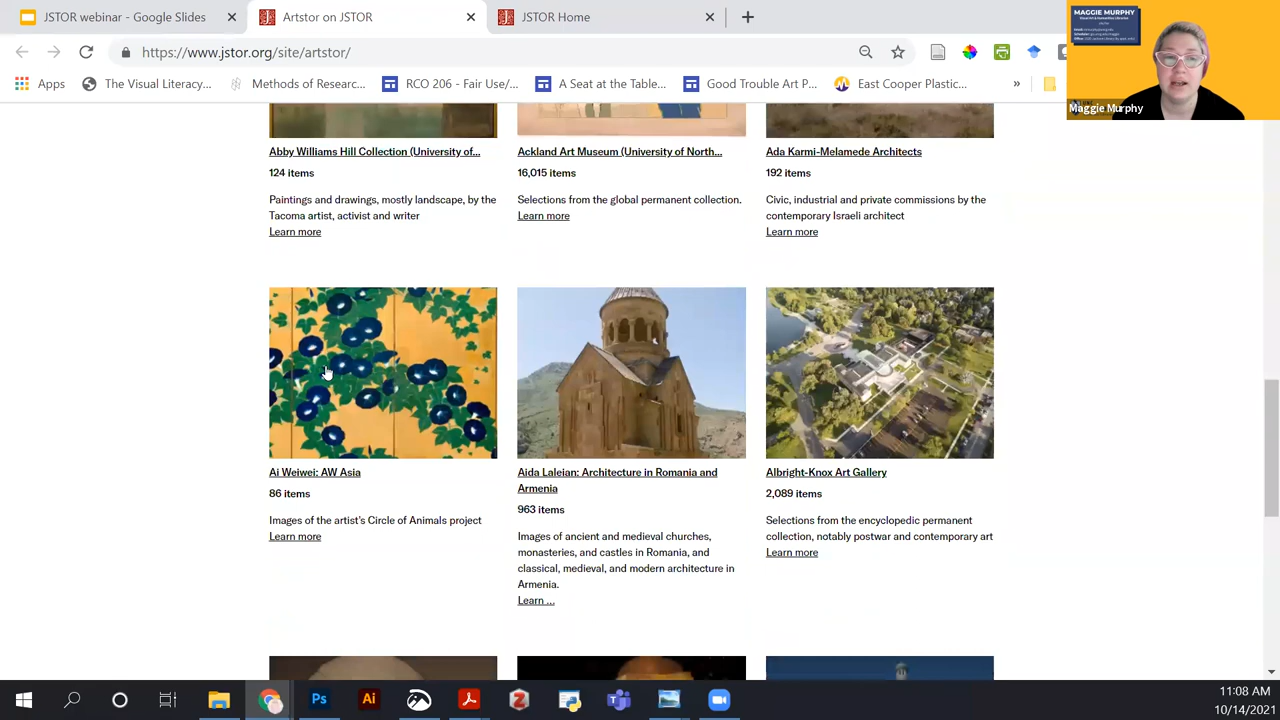 JSTOR webinar - Google Slides
Artstor on JSTOR
JSTOR Home
https://www.jstor.org/site/artstor/
Apps
The Visual Literacy...
Methods of Researc...
RCO 206 - Private/Jse/...
A Seat at the Table...
Good Trouble Art P...
East Cooper Plastic...
»
MAGGIE MURPHY
Maggie Murphy
Abby Williams Hill Collection (University of...
124 items
Paintings and drawings, mostly landscape, by the
Tacoma artist, activist and writer
Learn more
Ackland Art Museum (University of North...
16,015 items
Selections from the global permanent collection.
Learn more
Ada Karmi-Melamede Architects
192 items
Civic, industrial and private commissions by the
contemporary Israeli architect
Learn more
Ai Weiwei: AW Asia
86 items
Images of the artist's Circle of Animals project
Learn more
Aida Laleian: Architecture in Romania and
Armenia
963 items
Images of ancient and medieval churches,
monasteries, and castles in Romania, and
classical, medieval, and modern architecture in
Armenia.
Learn ...
Albright-Knox Art Gallery
2,089 items
Selections from the encyclopedic permanent
collection, notably postwar and contemporary art
Learn more
Ps
Ai
11:08 AM
10/14/2021